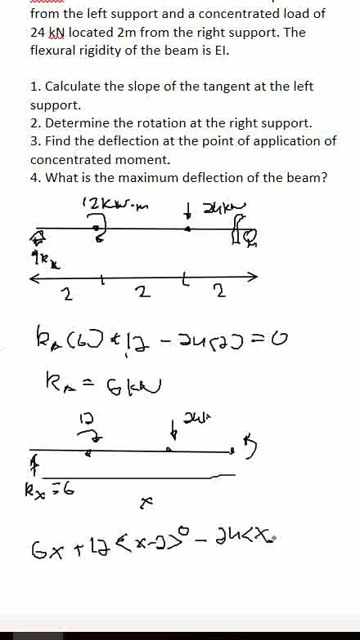 from the left support and a concentrated load of
24 kN located 2m from the right support. The
flexural rigidity of the beam is EI.
1. Calculate the slope of the tangent at the left
support.
2. Determine the rotation at the right support.
3. Find the deflection at the point of application of
concentrated moment.
4. What is the maximum deflection of the beam?
12kN.m 24kN
2 2 2
RA(6) + 12 - 24(2) = 0
RA = 6 kN
12
= 6
x
6x + 12<x-2>⁰ - 24<x